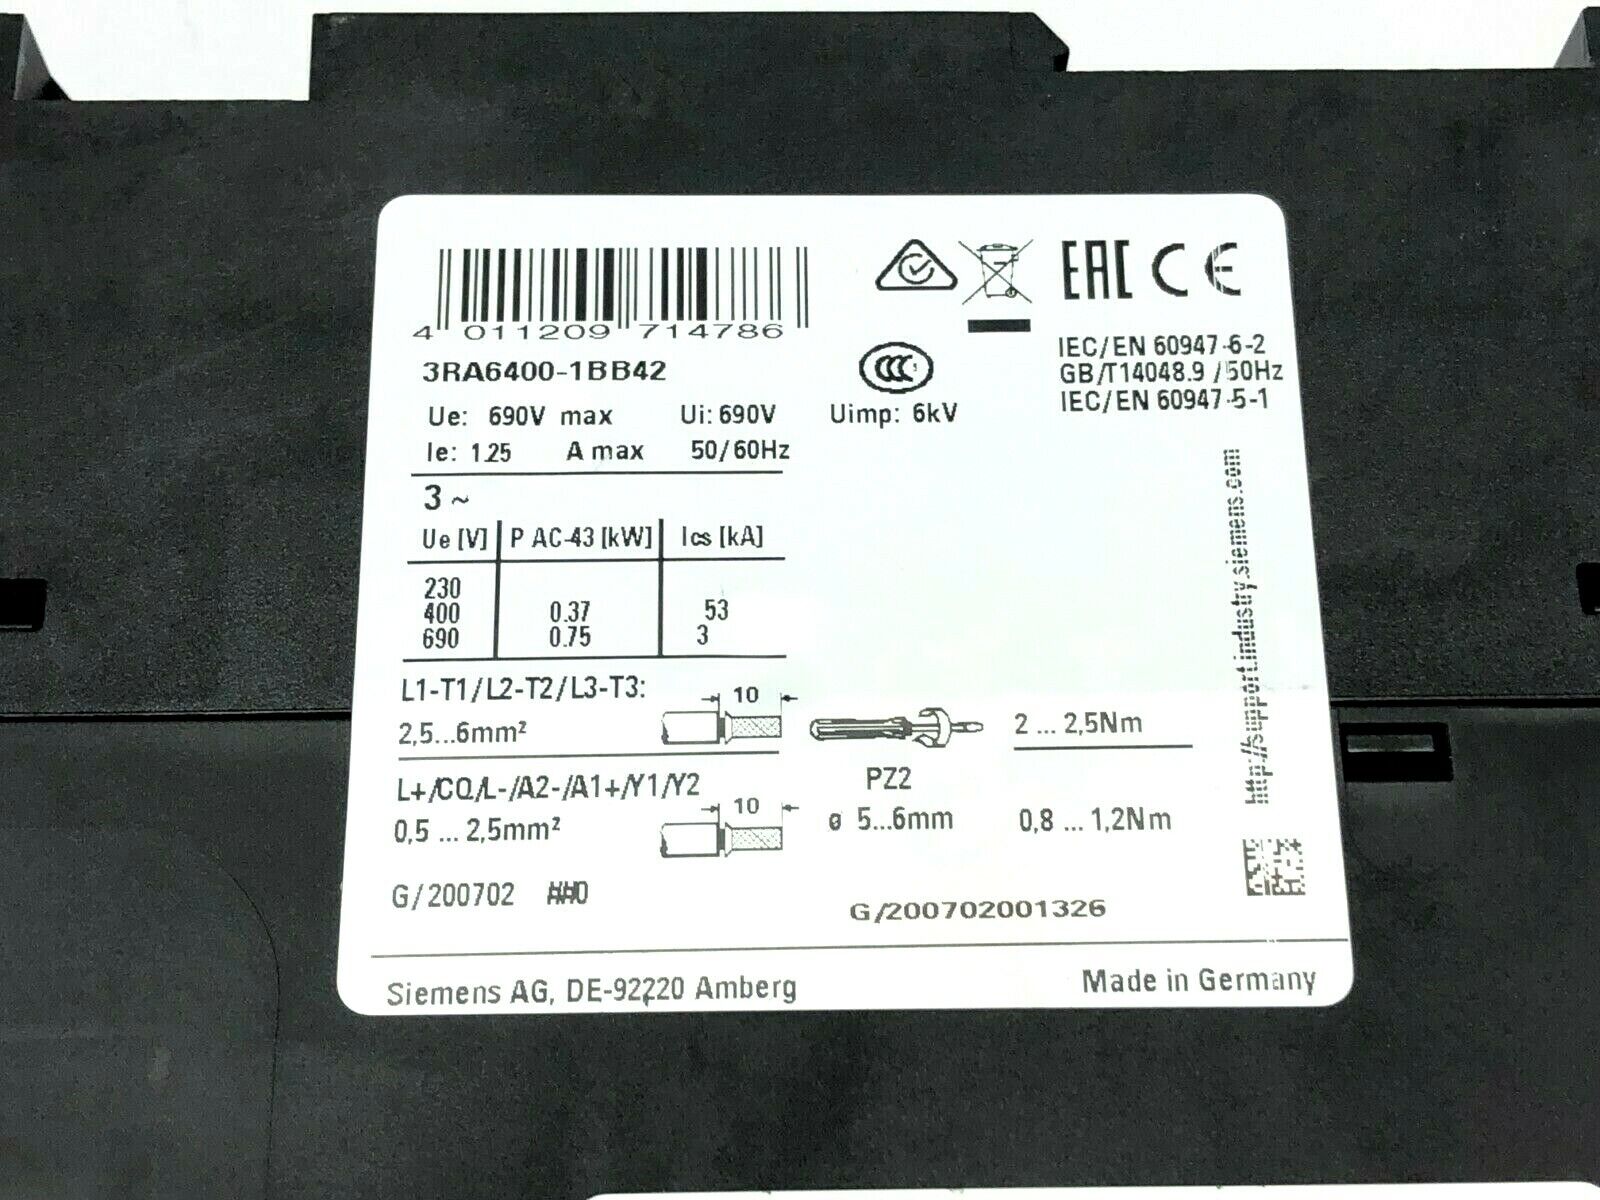 4 011209 714786
EAC CE
3RA6400-1BB42
CCC
IEC/EN 60947-6-2
GB/T14048.9 /50Hz
IEC/EN 60947-5-1
Ue: 690V max Ui: 690V Uimp: 6kV
Ie: 1.25 A max 50/60Hz
3 ~
Ue [V] P AC-43 [kW] Ics [kA]
230
400 0.37 53
690 0.75 3
http://support.industry.siemens.com
L1-T1/L2-T2/L3-T3:
10
2,5...6mm² 2 ... 2,5Nm
L+/CQ/L-/A2-/A1+/Y1/Y2
PZ2
10
0,5 ... 2,5mm² ø 5...6mm 0,8 ... 1,2Nm
G/200702
G/200702001326
Siemens AG, DE-92220 Amberg Made in Germany